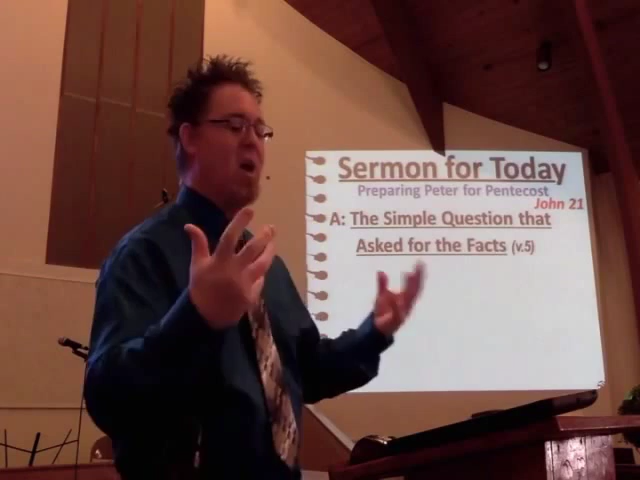 Sermon for Today
Preparing Peter for Pentecost
John 21
A: The Simple Question that
Asked for the Facts (v.5)